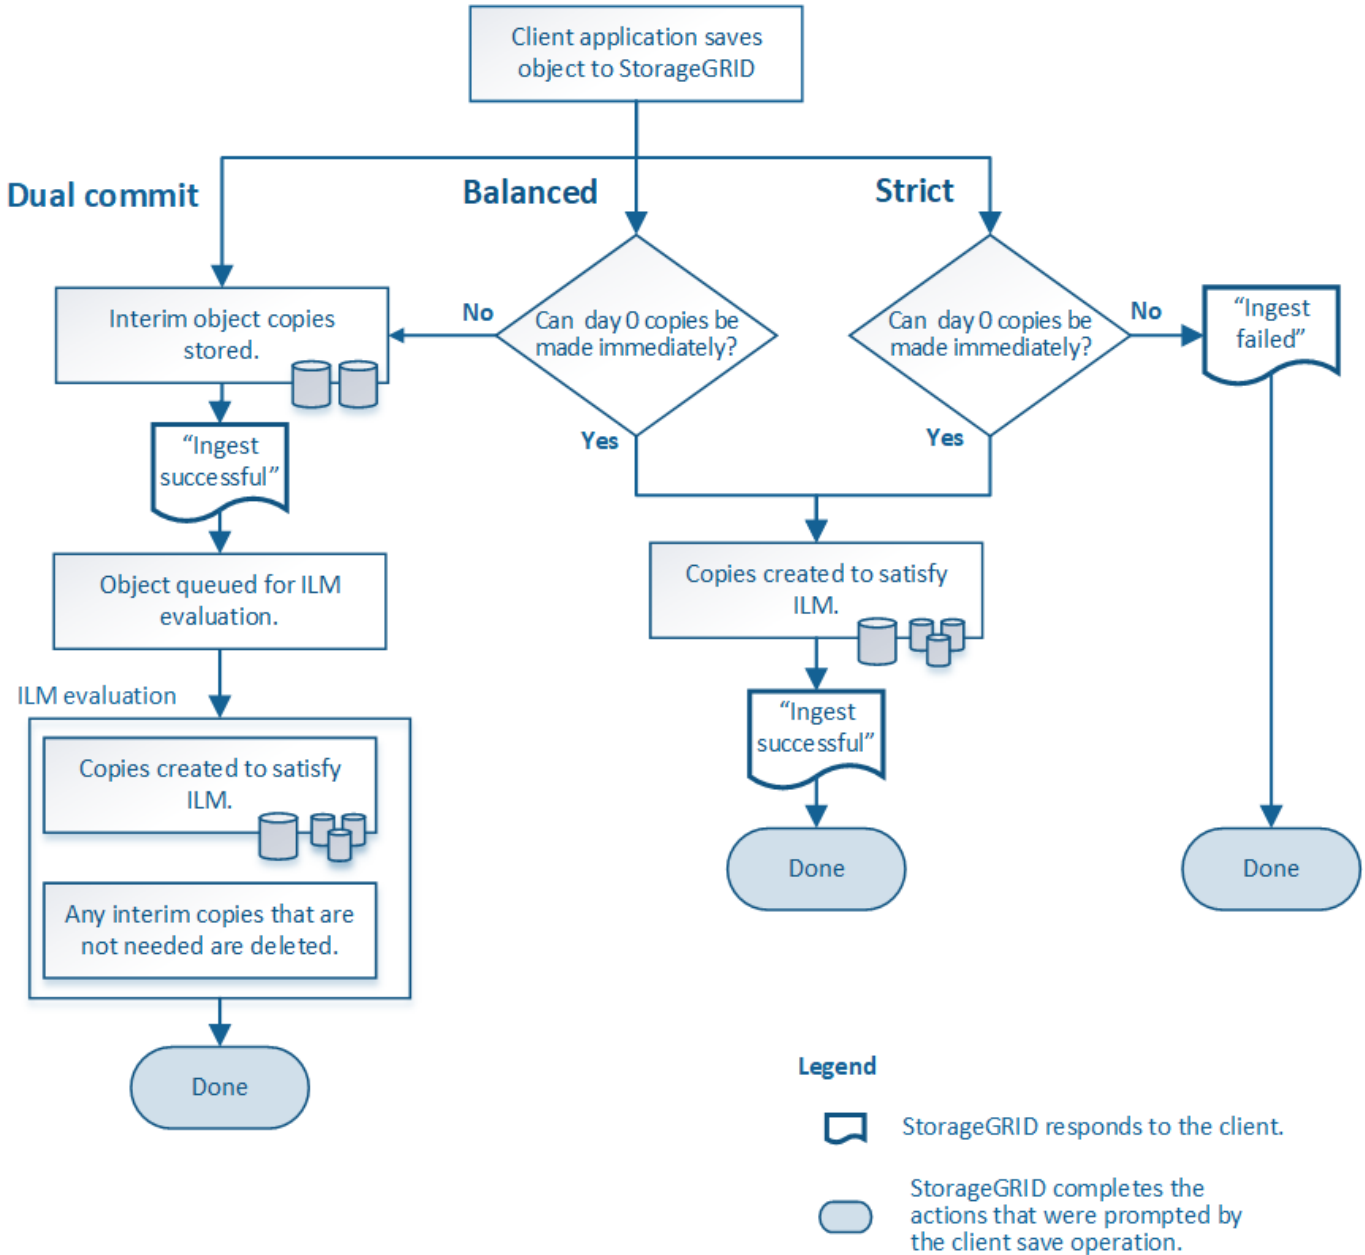 Client application saves
object to StorageGRID
Dual commit
Balanced
Strict
Interim object copies
stored.
No
Can day 0 copies be
made immediately?
Can day 0 copies be
made immediately?
No
“Ingest
failed”
“Ingest
successful”
Yes
Yes
Object queued for ILM
evaluation.
Copies created to satisfy
ILM.
ILM evaluation
“Ingest
successful”
Copies created to satisfy
ILM.
Any interim copies that are
not needed are deleted.
Done
Done
Done
Legend
StorageGRID responds to the client.
StorageGRID completes the
actions that were prompted by
the client save operation.